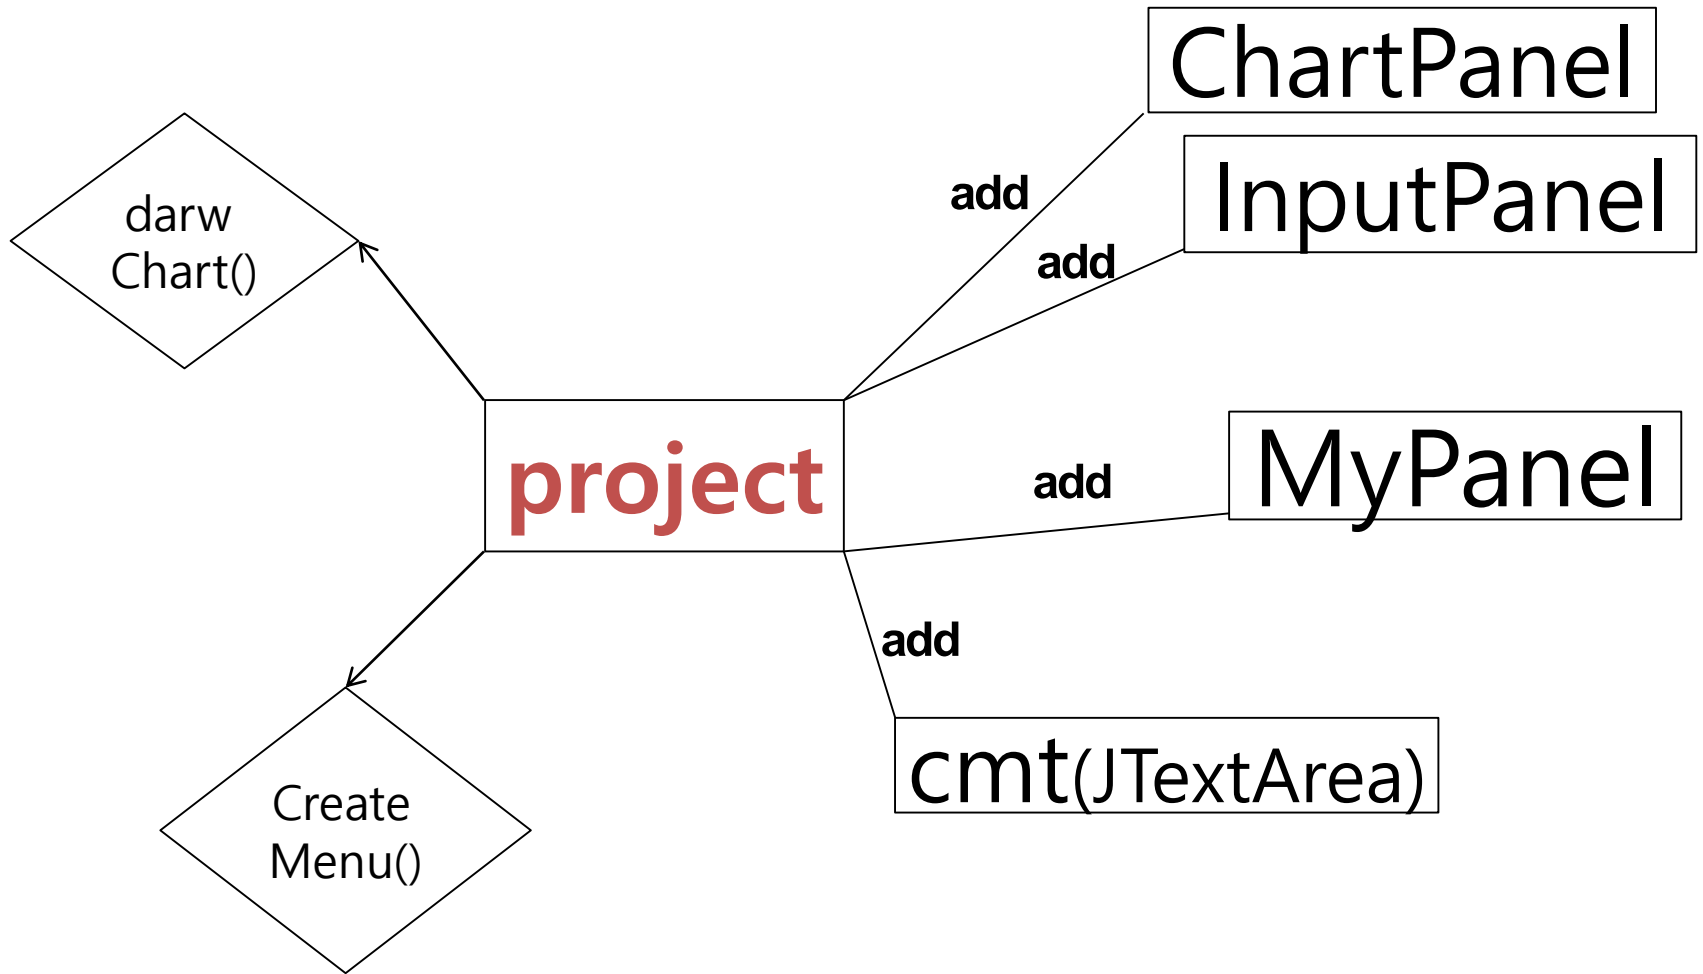 ChartPanel
add
InputPanel
darw
Chart()
add
project
add
MyPanel
add
cmt(JTextArea)
Create
Menu()